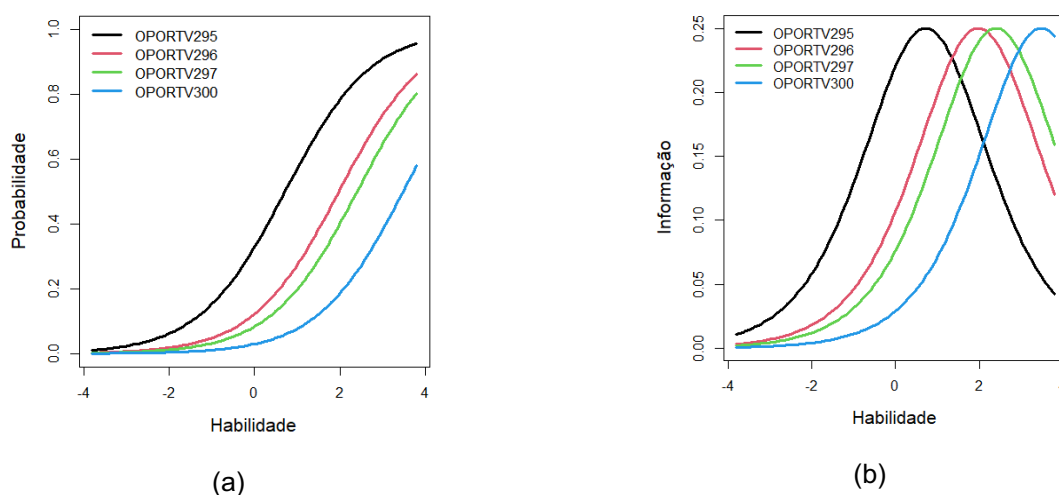 OPORTV295
OPORTV296
OPORTV297
OPORTV300
Probabilidade
0.0
0.2
0.4
0.6
0.8
1.0
-4 -2 0 2 4
Habilidade
(a)
OPORTV295
OPORTV296
OPORTV297
OPORTV300
Informação
0.00
0.05
0.10
0.15
0.20
0.25
-4 -2 0 2
Habilidade
(b)